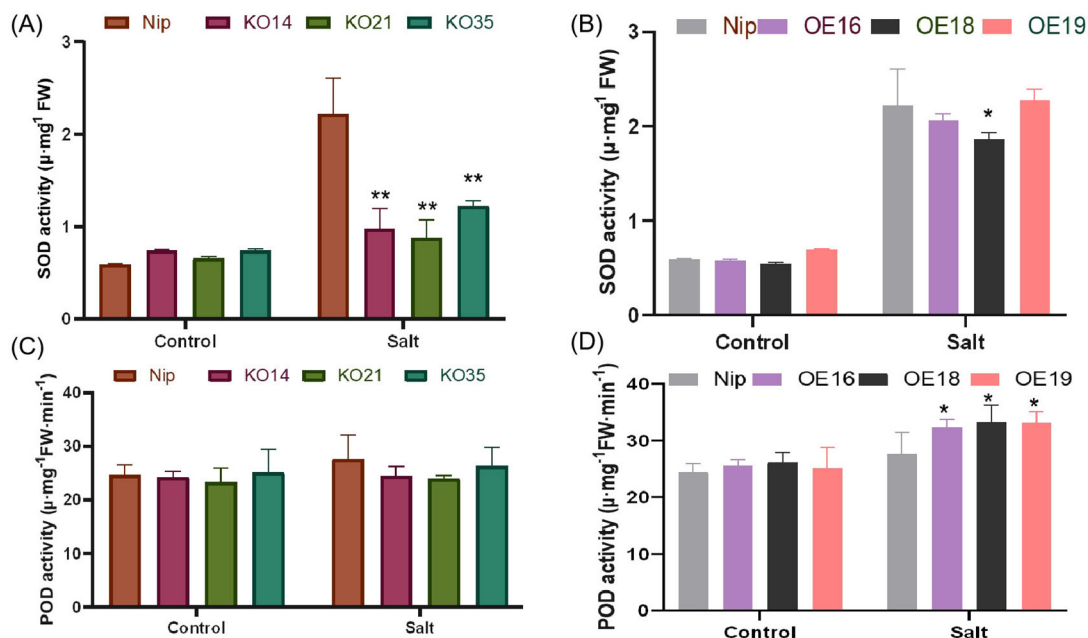 (A) Nip KO14 KO21 KO35
SOD activity (µ·mg⁻¹ FW)
3
2
1
0
** ** **
Control Salt
(B) Nip OE16 OE18 OE19
SOD activity (µ·mg⁻¹ FW)
3
2
1
0
*
Control Salt
(C) Nip KO14 KO21 KO35
POD activity (µ·mg⁻¹FW·min⁻¹)
40
30
20
10
0
Control Salt
(D) Nip OE16 OE18 OE19
POD activity (µ·mg⁻¹FW·min⁻¹)
40
30
20
10
0
* * *
Control Salt